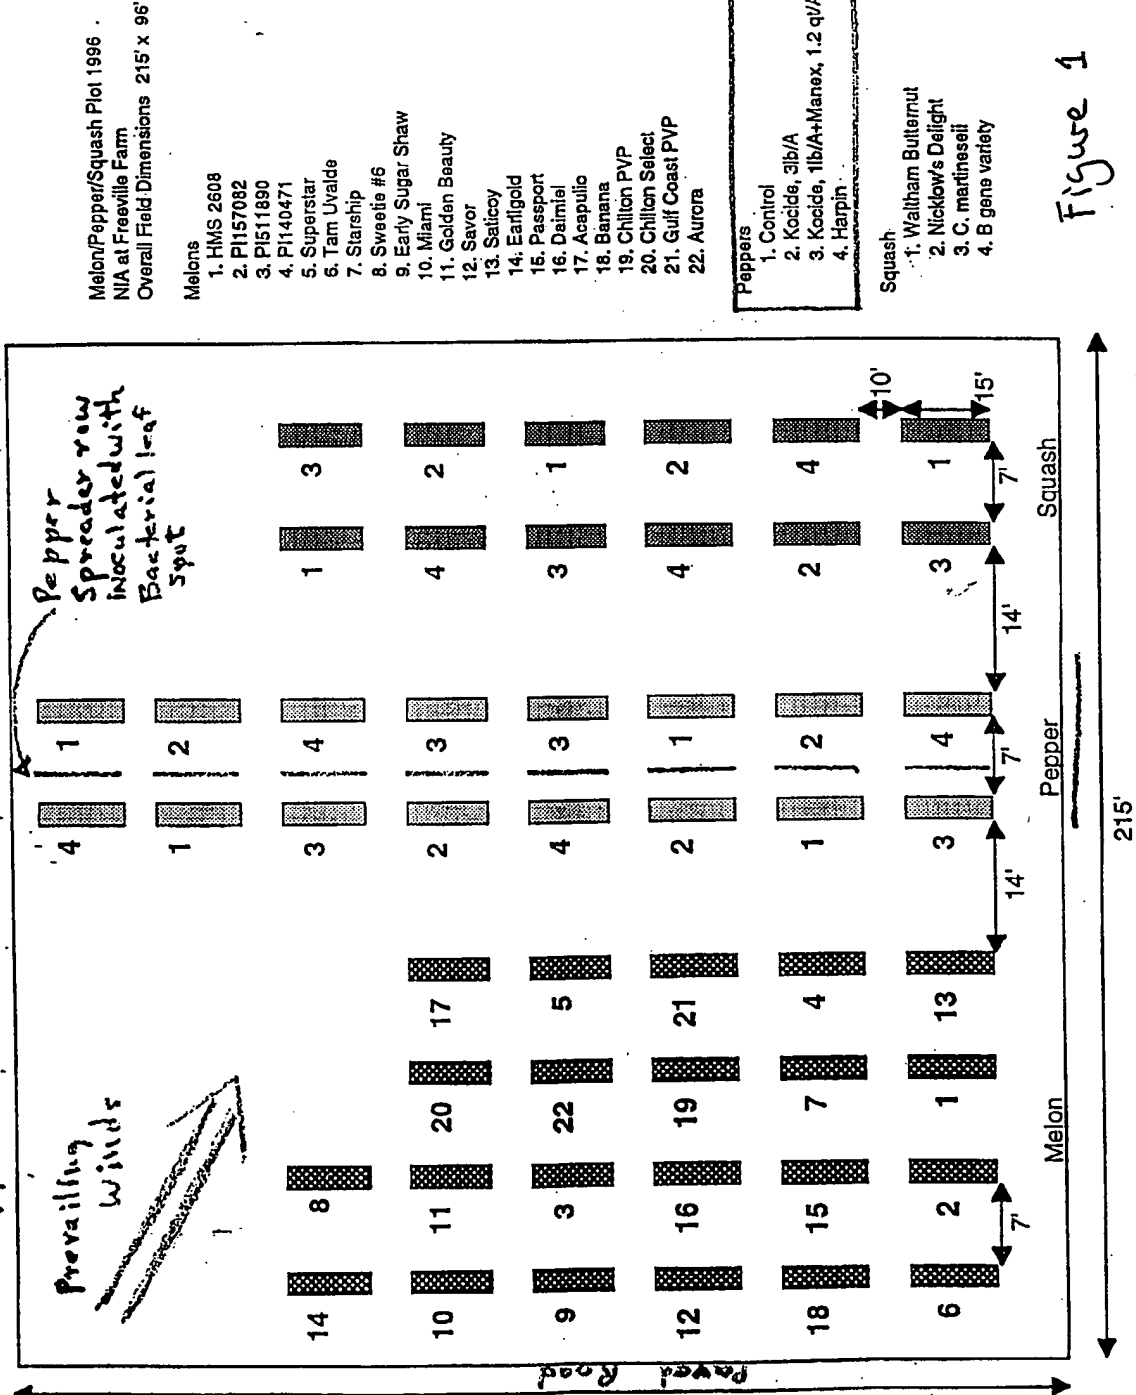 Melon/Pepper/Squash Plot 1996
NIA at Freeville Farm
Overall Field Dimensions 215' x 96'
Melons
1. HMS 2608
2. PI157082
3. PI511890
4. PI140471
5. Superstar
6. Tam Uvalde
7. Starship
8. Sweetie #6
9. Early Sugar Shaw
10. Miami
11. Golden Beauty
12. Savor
13. Saticoy
14. Earligold
15. Passport
16. Daimiel
17. Acapulio
18. Banana
19. Chilton PVP
20. Chilton Select
21. Gulf Coast PVP
22. Aurora
Peppers
1. Control
2. Kocide, 3lb/A
3. Kocide, 1lb/A+Manex, 1.2 qt/A
4. Harpin
Squash
1. Waltham Butternut
2. Nicklow's Delight
3. C. martinesell
4. B gene variety
Figure 1
Prevailing
winds
Pepper
Spreader row
inoculated with
Bacterial leaf
spot
4 1
1 2
14 8 3 4 1 3
10 11 20 17 2 3 4 2
9 3 22 5 4 3 3 1
12 16 19 21 2 1 4 2
18 15 7 4 1 2 2 4
10'
6 2 1 13 3 4 3 1
15'
7' 14' 7' 14' 7'
Melon Pepper Squash
215'
Paved Road